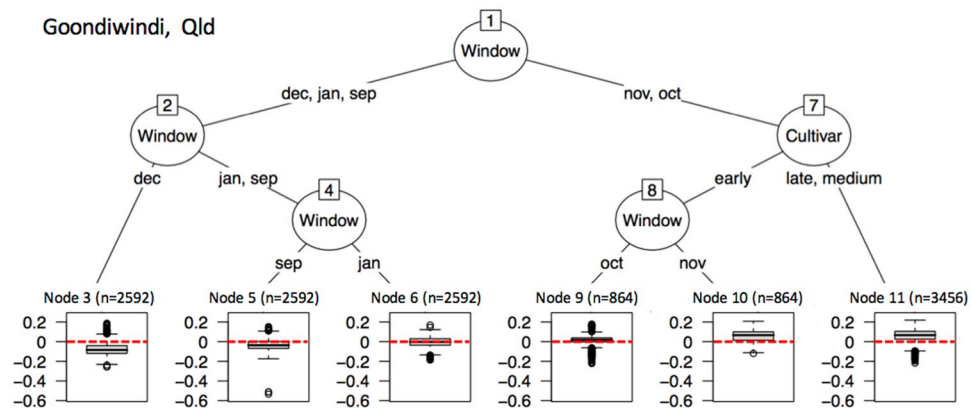 Goondiwindi, Qld
1
Window
dec, jan, sep
nov, oct
2
Window
7
Cultivar
dec
jan, sep
early
late, medium
4
Window
8
Window
sep
jan
oct
nov
Node 3 (n=2592)
Node 5 (n=2592)
Node 6 (n=2592)
Node 9 (n=864)
Node 10 (n=864)
Node 11 (n=3456)
0.2 0.2 0.2 0.2 0.2 0.2
0 0 0 0 0 0
−0.2 −0.2 −0.2 −0.2 −0.2 −0.2
−0.4 −0.4 −0.4 −0.4 −0.4 −0.4
−0.6 −0.6 −0.6 −0.6 −0.6 −0.6